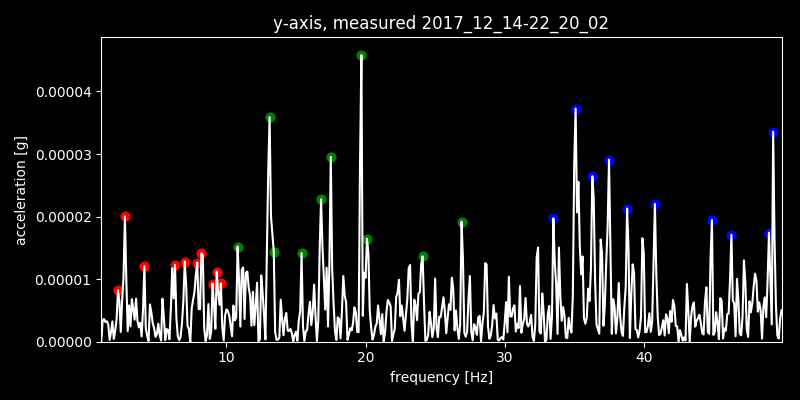 y-axis, measured 2017_12_14-22_20_02
0.00004
0.00003
0.00002
0.00001
0.00000
acceleration [g]
10 20 30 40
frequency [Hz]